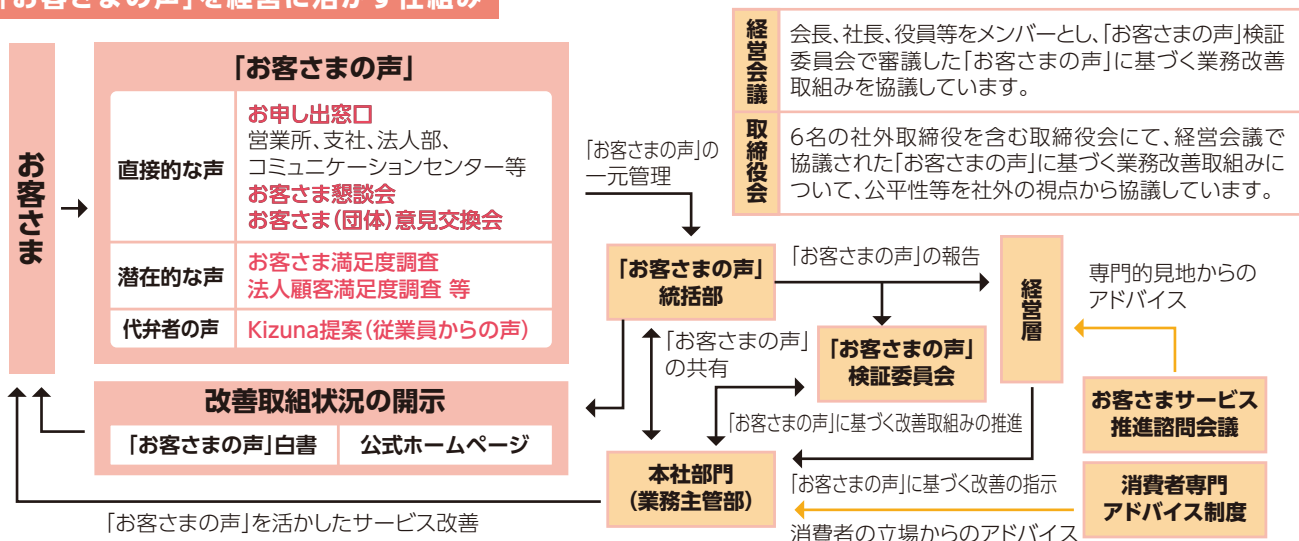 「お客さまの声」を経営に活かす仕組み
お客さま
「お客さまの声」
直接的な声
お申し出窓口
営業所、支社、法人部、
コミュニケーションセンター等
お客さま懇談会
お客さま(団体)意見交換会
潜在的な声
お客さま満足度調査
法人顧客満足度調査 等
代弁者の声
Kizuna提案(従業員からの声)
改善取組状況の開示
「お客さまの声」白書
公式ホームページ
「お客さまの声」を活かしたサービス改善
「お客さまの声」の
一元管理
「お客さまの声」
統括部
「お客さまの声」の報告
「お客さまの声」
の共有
「お客さまの声」
検証委員会
「お客さまの声」に基づく改善取組みの推進
本社部門
(業務主管部)
経営層
「お客さまの声」に基づく改善の指示
消費者の立場からのアドバイス
専門的見地からの
アドバイス
お客さまサービス
推進諮問会議
消費者専門
アドバイス制度
経営会議
会長、社長、役員等をメンバーとし、「お客さまの声」検証
委員会で審議した「お客さまの声」に基づく業務改善
取組みを協議しています。
取締役会
6名の社外取締役を含む取締役会にて、経営会議で
協議された「お客さまの声」に基づく業務改善取組みに
ついて、公平性等を社外の視点から協議しています。